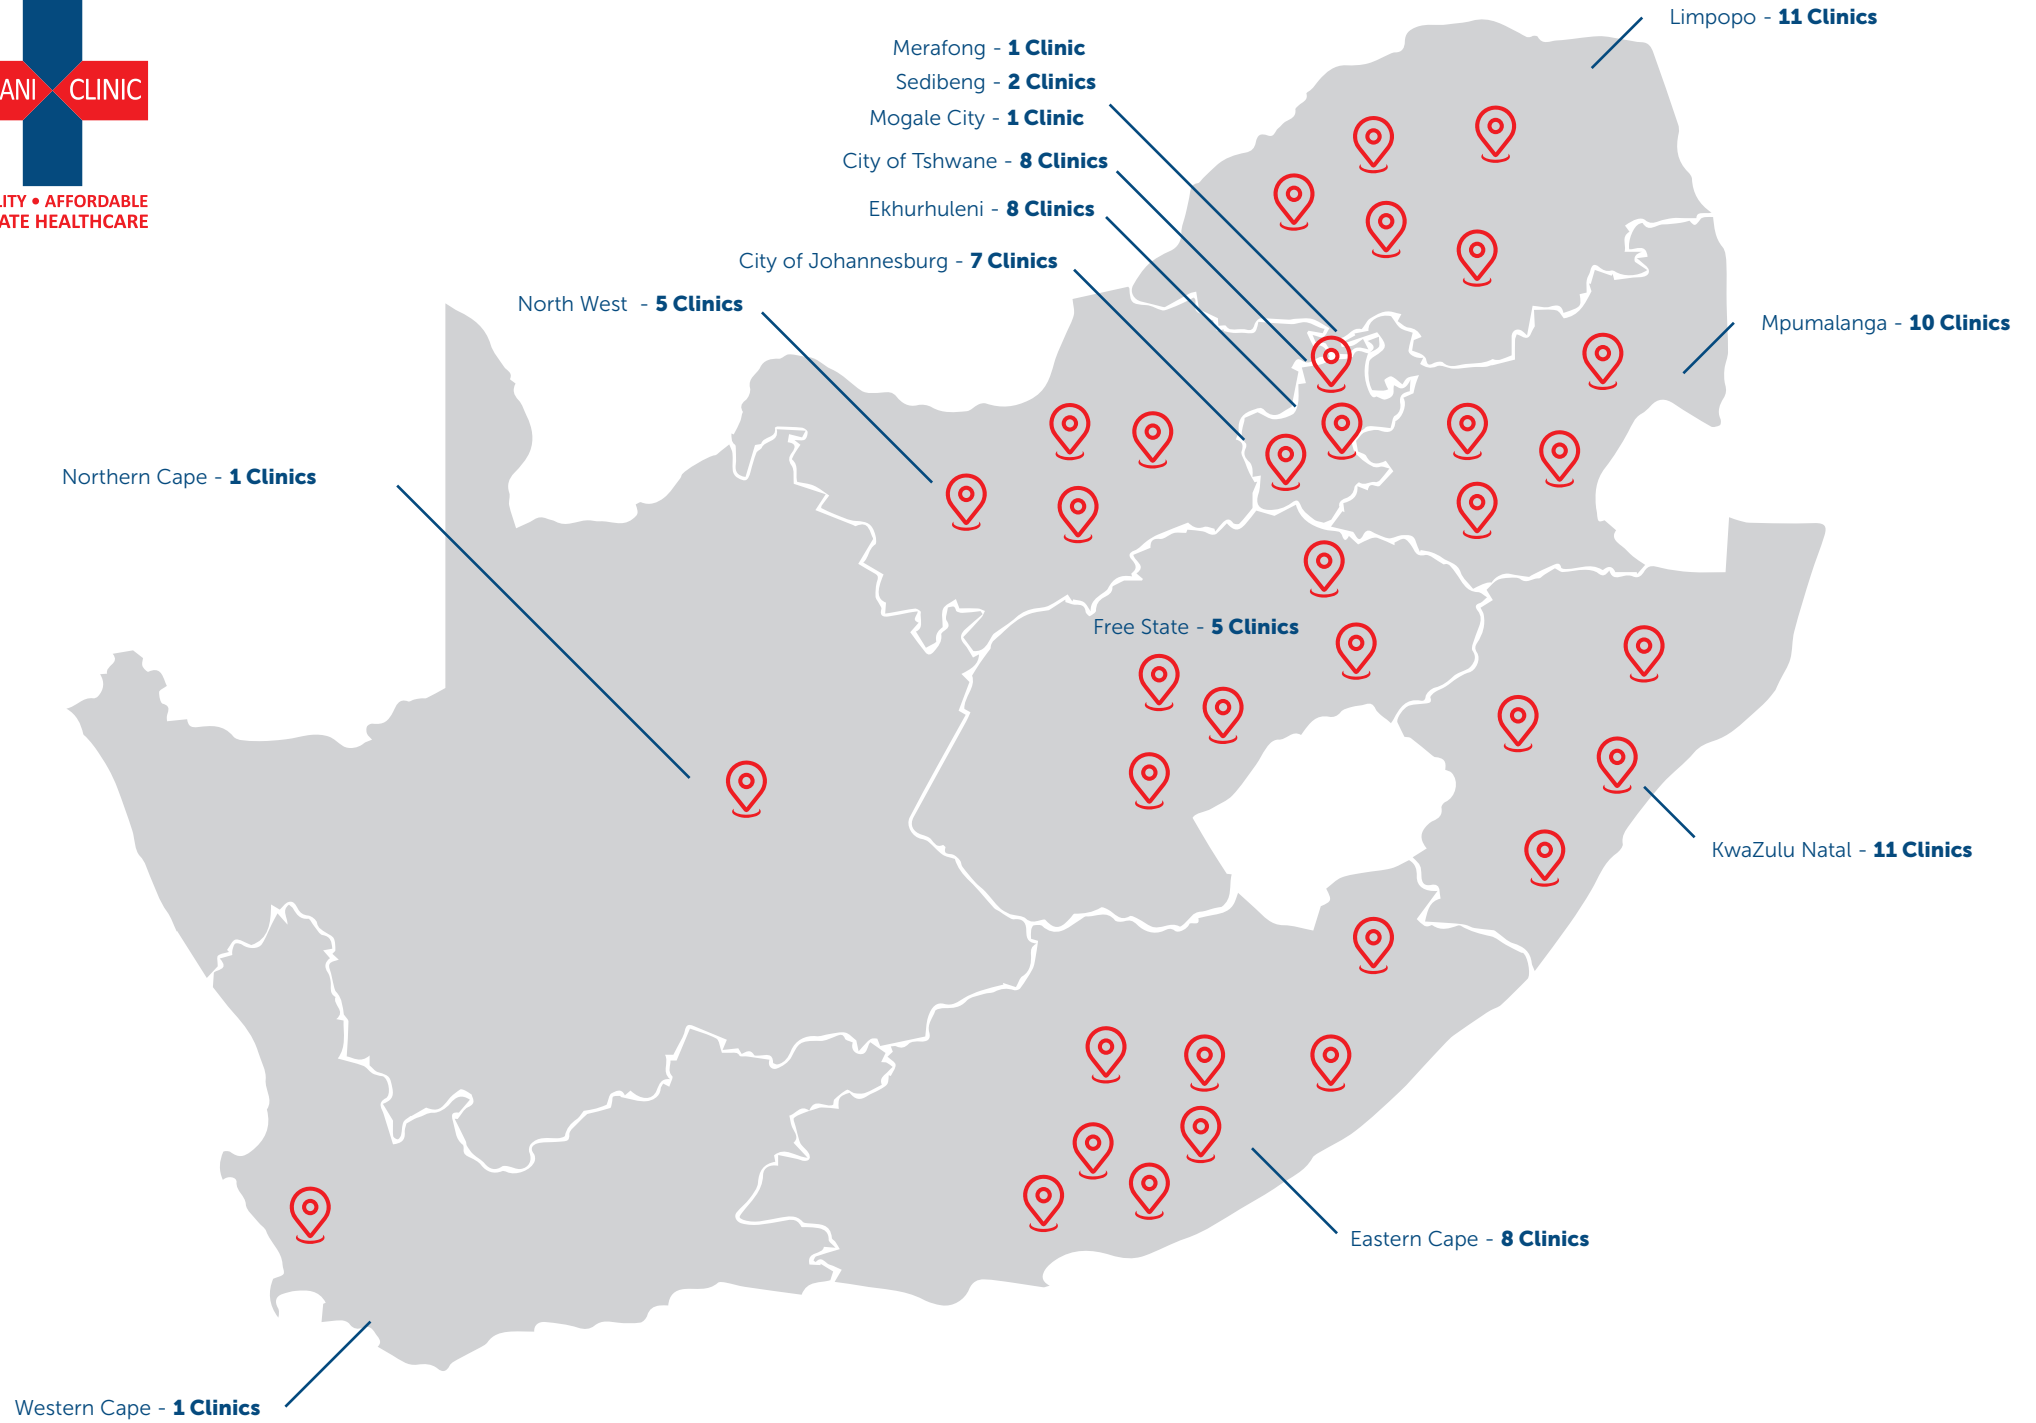 ANI CLINIC
LITY • AFFORDABLE
ATE HEALTHCARE
Limpopo - 11 Clinics
Merafong - 1 Clinic
Sedibeng - 2 Clinics
Mogale City - 1 Clinic
City of Tshwane - 8 Clinics
Ekhurhuleni - 8 Clinics
City of Johannesburg - 7 Clinics
North West - 5 Clinics
Mpumalanga - 10 Clinics
Northern Cape - 1 Clinics
Free State - 5 Clinics
KwaZulu Natal - 11 Clinics
Eastern Cape - 8 Clinics
Western Cape - 1 Clinics